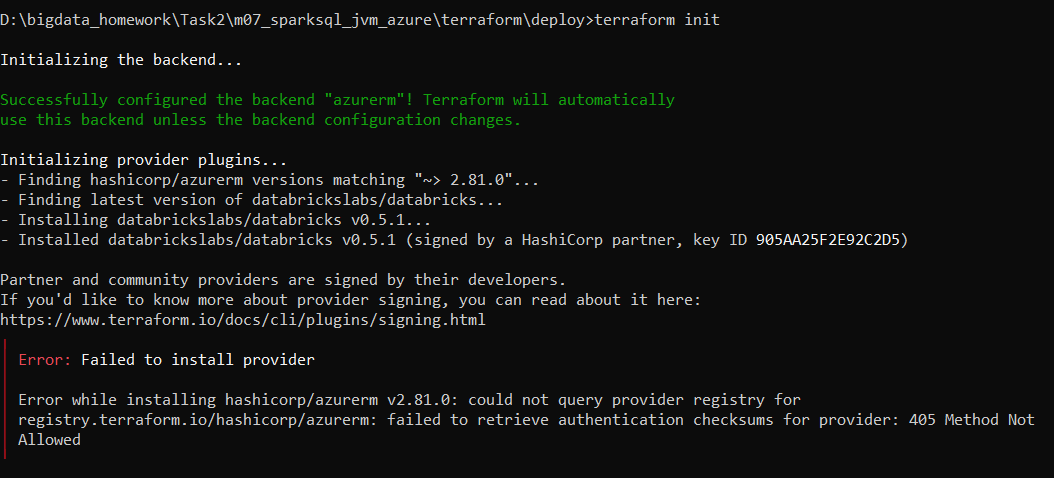 D:\bigdata_homework\Task2\m07_sparksql_jvm_azure\terraform\deploy>terraform init
Initializing the backend...
Successfully configured the backend "azurerm"! Terraform will automatically
use this backend unless the backend configuration changes.
Initializing provider plugins...
- Finding hashicorp/azurerm versions matching "~> 2.81.0"...
- Finding latest version of databrickslabs/databricks...
- Installing databrickslabs/databricks v0.5.1...
- Installed databrickslabs/databricks v0.5.1 (signed by a HashiCorp partner, key ID 905AA25F2E92C2D5)
Partner and community providers are signed by their developers.
If you'd like to know more about provider signing, you can read about it here:
https://www.terraform.io/docs/cli/plugins/signing.html
Error: Failed to install provider
Error while installing hashicorp/azurerm v2.81.0: could not query provider registry for
registry.terraform.io/hashicorp/azurerm: failed to retrieve authentication checksums for provider: 405 Method Not
Allowed